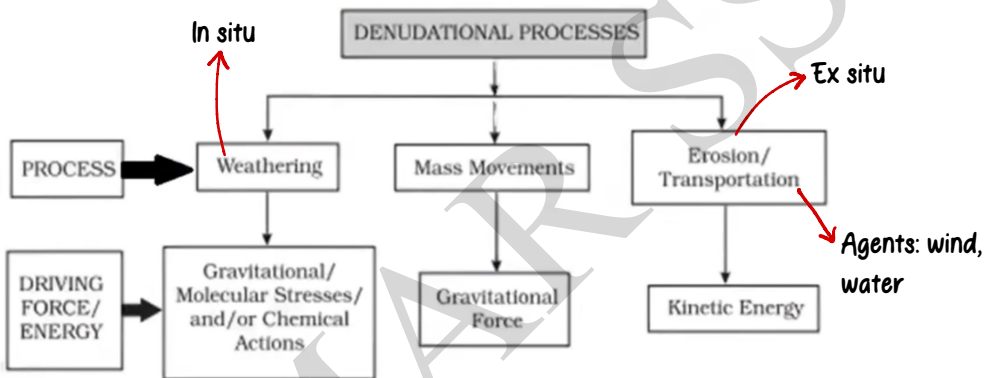 In situ
DENUDATIONAL PROCESSES
Ex situ
PROCESS
Weathering
Mass Movements
Erosion/
Transportation
Agents: wind,
water
DRIVING
FORCE/
ENERGY
Gravitational/
Molecular Stresses/
and/or Chemical
Actions
Gravitational
Force
Kinetic Energy
MAR S